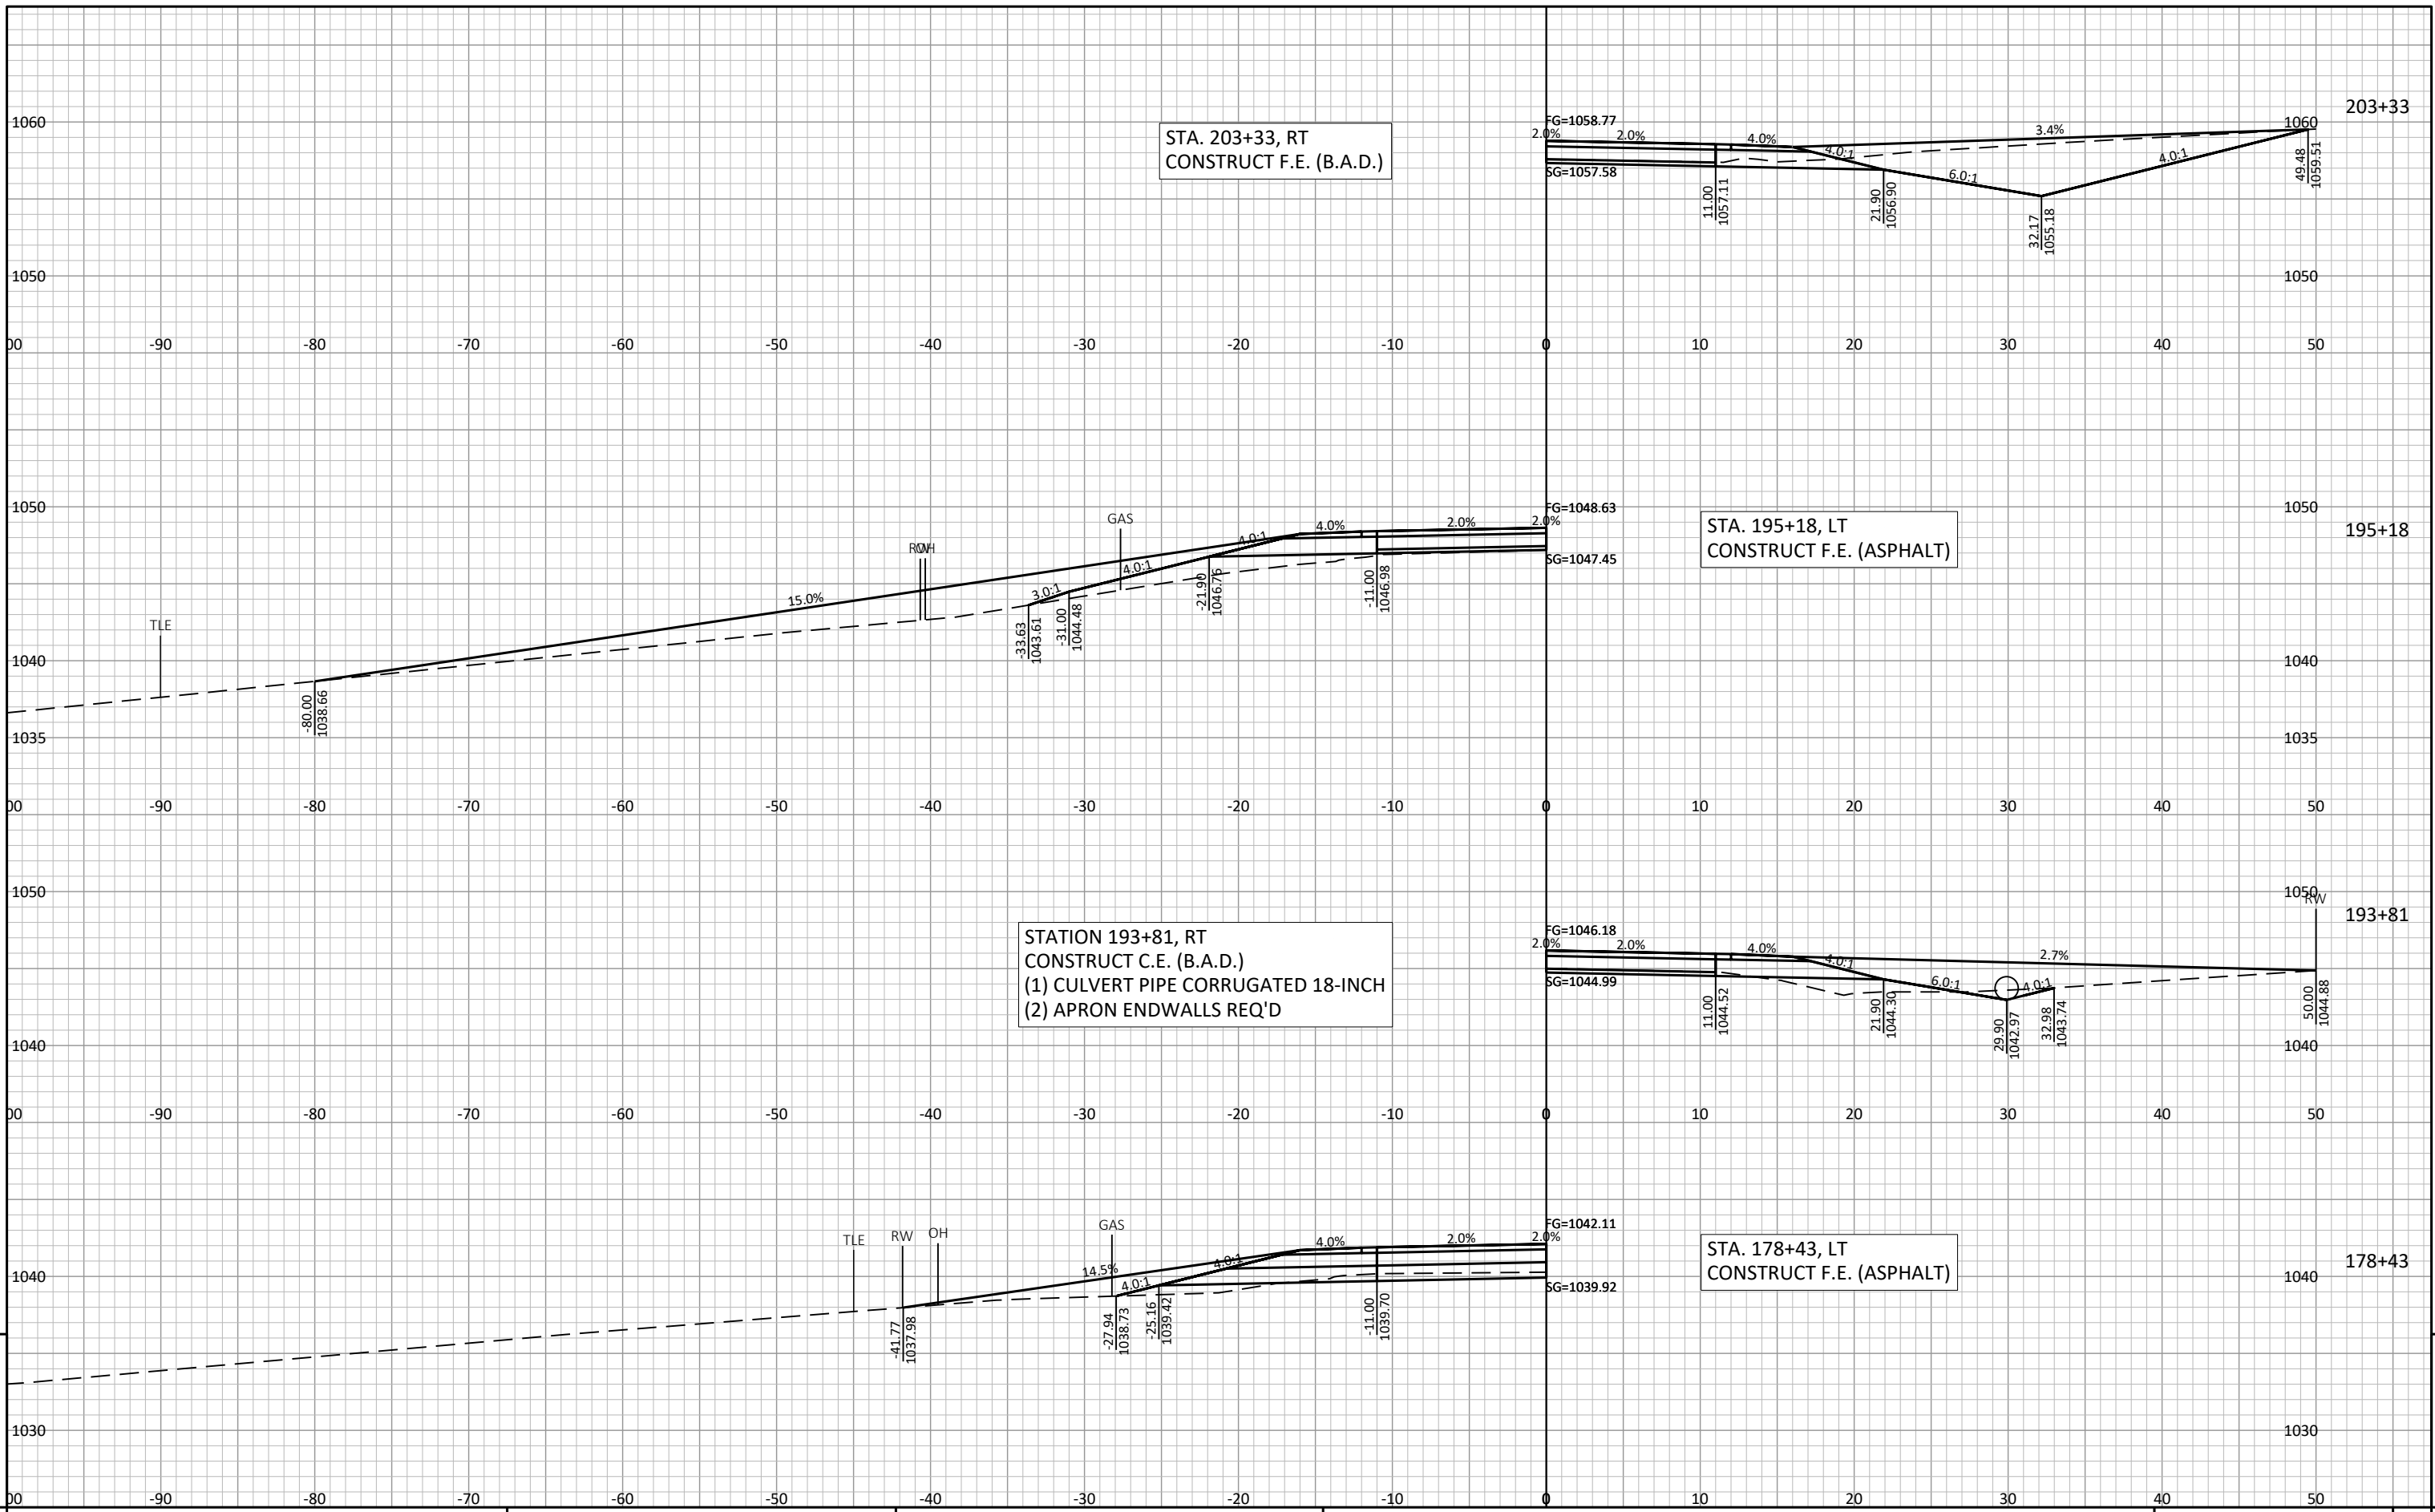 203+33
1060
1060
STA. 203+33, RT
CONSTRUCT F.E. (B.A.D.)
FG=1058.77
2.0%
2.0%
4.0%
3.4%
4.0:1
6.0:1
4.0:1
SG=1057.58
11.00
1057.11
21.90
1056.90
32.17
1055.18
49.48
1059.51
1050
1050
00 -90 -80 -70 -60 -50 -40 -30 -20 -10 0 10 20 30 40 50
195+18
1050
1050
STA. 195+18, LT
CONSTRUCT F.E. (ASPHALT)
FG=1048.63
2.0%
2.0%
4.0%
4.0:1
4.0:1
3.0:1
15.0%
GAS
RW
OH
TLE
SG=1047.45
-11.00
1046.98
-21.90
1046.76
-31.00
1044.48
-33.63
1043.61
-80.00
1038.66
1040
1040
1035
1035
00 -90 -80 -70 -60 -50 -40 -30 -20 -10 0 10 20 30 40 50
193+81
1050
1050
RW
STATION 193+81, RT
CONSTRUCT C.E. (B.A.D.)
(1) CULVERT PIPE CORRUGATED 18-INCH
(2) APRON ENDWALLS REQ'D
FG=1046.18
2.0%
2.0%
4.0%
2.7%
4.0:1
6.0:1
4.0:1
SG=1044.99
11.00
1044.52
21.90
1044.30
29.90
1042.97
32.98
1043.74
50.00
1044.88
1040
1040
00 -90 -80 -70 -60 -50 -40 -30 -20 -10 0 10 20 30 40 50
178+43
STA. 178+43, LT
CONSTRUCT F.E. (ASPHALT)
FG=1042.11
2.0%
2.0%
4.0%
4.0:1
4.0:1
14.5%
GAS
OH
RW
TLE
SG=1039.92
-11.00
1039.70
-25.16
1039.42
-27.94
1038.73
-41.77
1037.98
1040
1040
1030
1030
00 -90 -80 -70 -60 -50 -40 -30 -20 -10 0 10 20 30 40 50